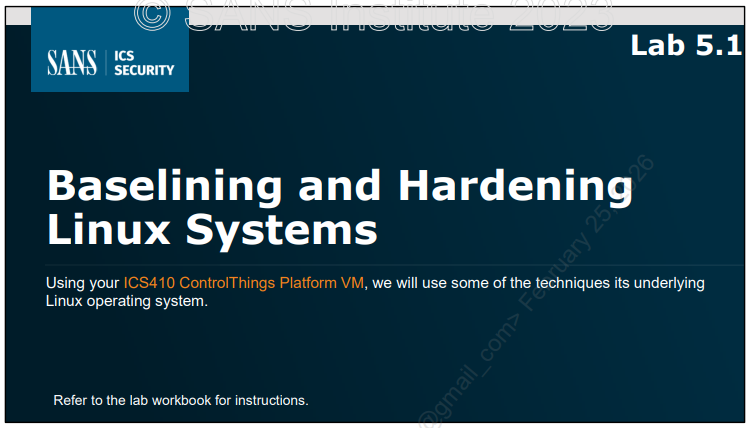 © SANS Institute 2026
Lab 5.1
SANS
ICS
SECURITY
Baselining and Hardening
Linux Systems
Using your ICS410 ControlThings Platform VM, we will use some of the techniques its underlying
Linux operating system.
Refer to the lab workbook for instructions.
@gmail_com> February 25, 2026